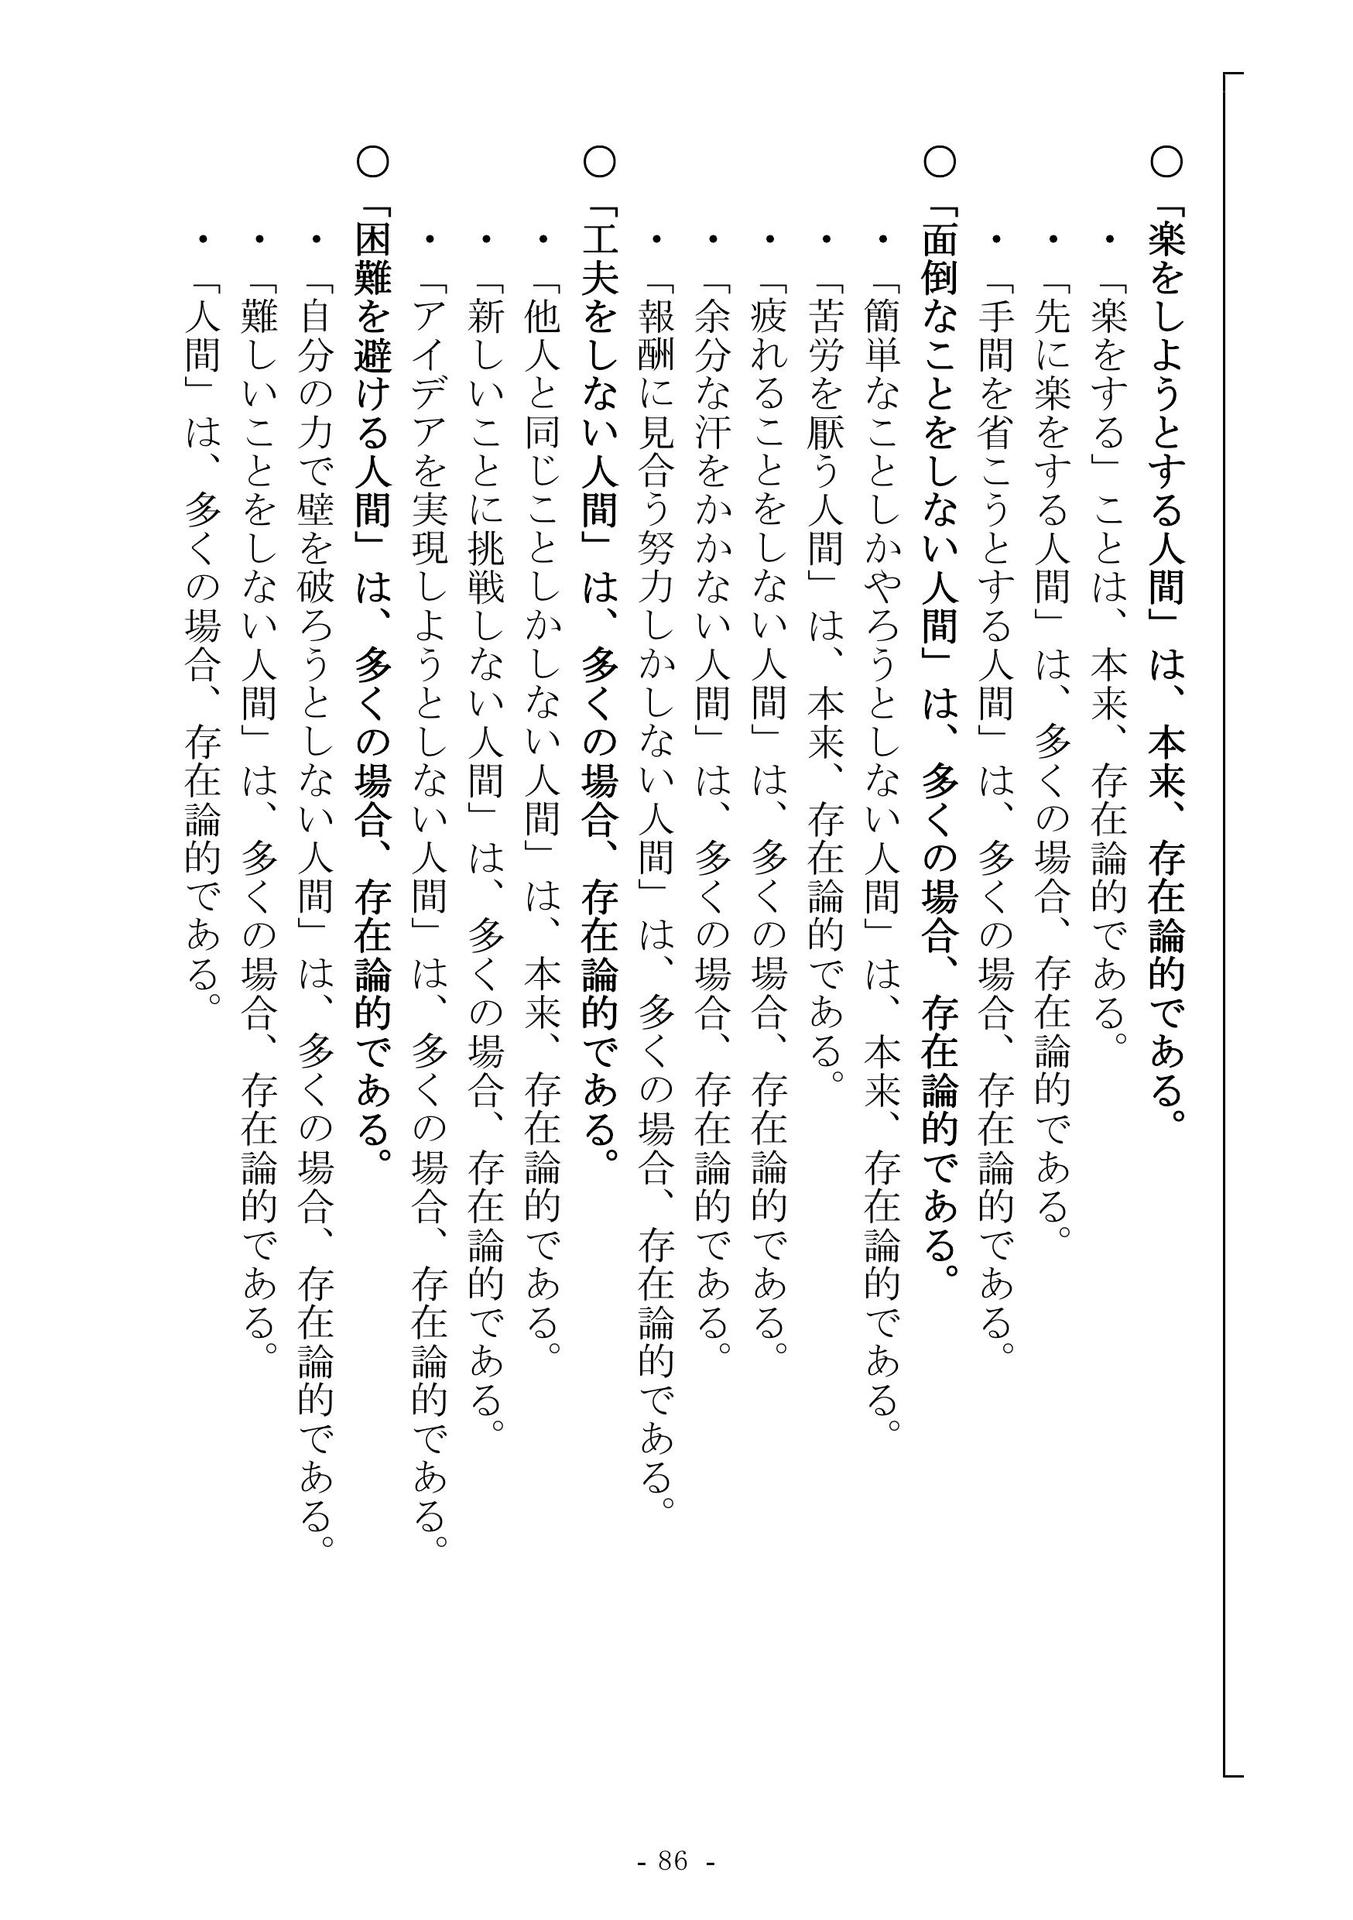 ○「楽をしようとする人間」は、本来、存在論的である。
・「楽をする」ことは、本来、存在論的である。
・「先に楽をする人間」は、多くの場合、存在論的である。
・「手間を省こうとする人間」は、多くの場合、存在論的である。
○「面倒なことをしない人間」は、多くの場合、存在論的である。
・「簡単なことしかやろうとしない人間」は、本来、存在論的である。
・「苦労を厭う人間」は、本来、存在論的である。
・「疲れることをしない人間」は、多くの場合、存在論的である。
・「余分な汗をかかない人間」は、多くの場合、存在論的である。
・「報酬に見合う努力しかしない人間」は、多くの場合、存在論的である。
○「工夫をしない人間」は、多くの場合、存在論的である。
・「他人と同じことしかしない人間」は、本来、存在論的である。
・「新しいことに挑戦しない人間」は、多くの場合、存在論的である。
・「アイデアを実現しようとしない人間」は、多くの場合、存在論的である。
○「困難を避ける人間」は、多くの場合、存在論的である。
・「自分の力で壁を破ろうとしない人間」は、多くの場合、存在論的である。
・「難しいことをしない人間」は、多くの場合、存在論的である。
・「人間」は、多くの場合、存在論的である。
- 86 -